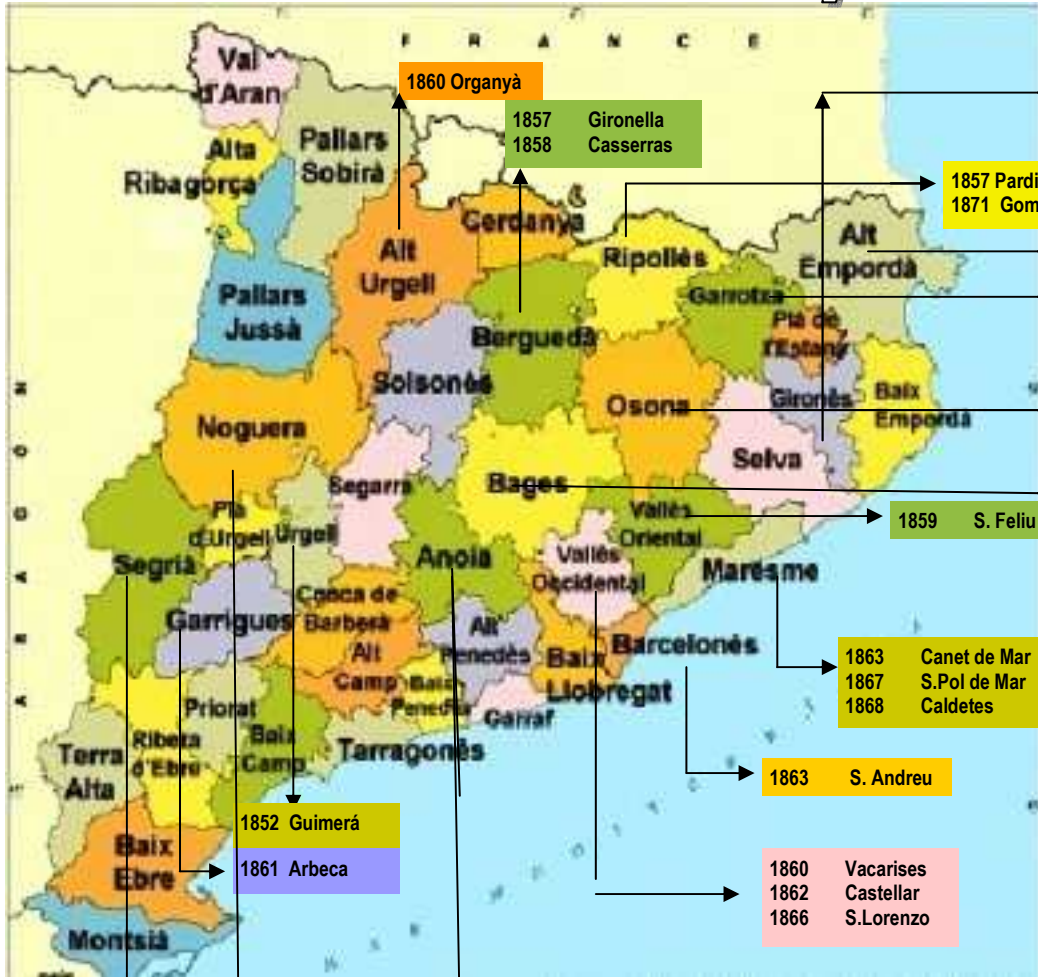 F R A N C E
Val
d'Aran
1860 Organyà
1857 Gironella
1858 Casserras
Pallars
Sobirà
Alta
Ribagorça
1857 Pardi
1871 Gom
Cerdanya
Alt
Urgell
Ripollès
Alt
Empordà
Pallars
Jussà
Garrotxa
Berguedà
Pla de
l'Estany
Solsonès
Gironès
Baix
Empordà
Osona
Noguera
Selva
Segarra
Bages
Pla
d'Urgell
Urgell
Vallès
Oriental
1859 S. Feliu
Segrià
Anoia
Vallès
Occidental
Maresme
Garrigues
Conca de
Barberà
Alt
Penedès
Barcelonès
Alt
Camp
Baix
Llobregat
1863 Canet de Mar
1867 S.Pol de Mar
1868 Caldetes
Baix
Penedès
Garraf
Priorat
Ribera
d'Ebre
Baix
Camp
Tarragonès
Terra
Alta
1863 S. Andreu
1852 Guimerá
1861 Arbeca
Baix
Ebre
1860 Vacarises
1862 Castellar
1866 S.Lorenzo
Montsià